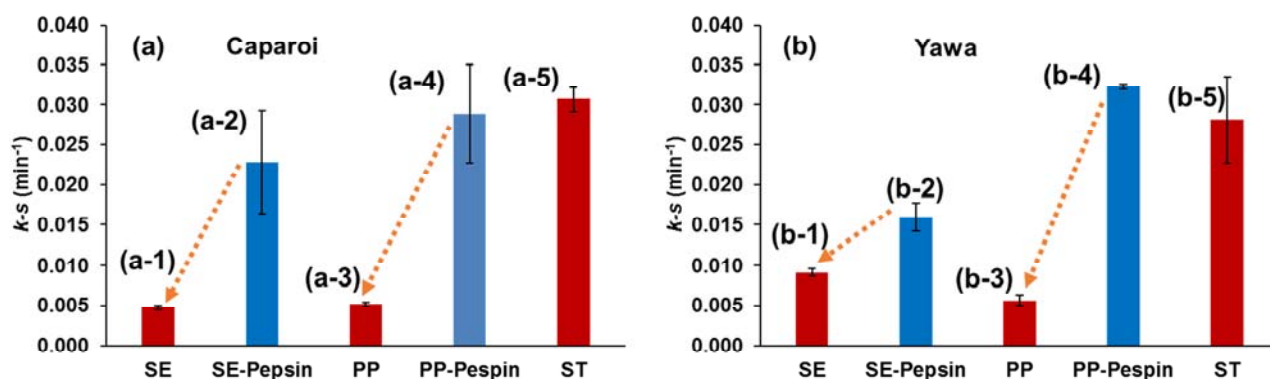 (a) Caparoi
k-s (min⁻¹)
0.040
0.035
0.030
0.025
0.020
0.015
0.010
0.005
0.000
(a-1)
(a-2)
(a-3)
(a-4)
(a-5)
SE SE-Pepsin PP PP-Pespin ST
(b) Yawa
k-s (min⁻¹)
0.040
0.035
0.030
0.025
0.020
0.015
0.010
0.005
0.000
(b-1)
(b-2)
(b-3)
(b-4)
(b-5)
SE SE-Pepsin PP PP-Pespin ST